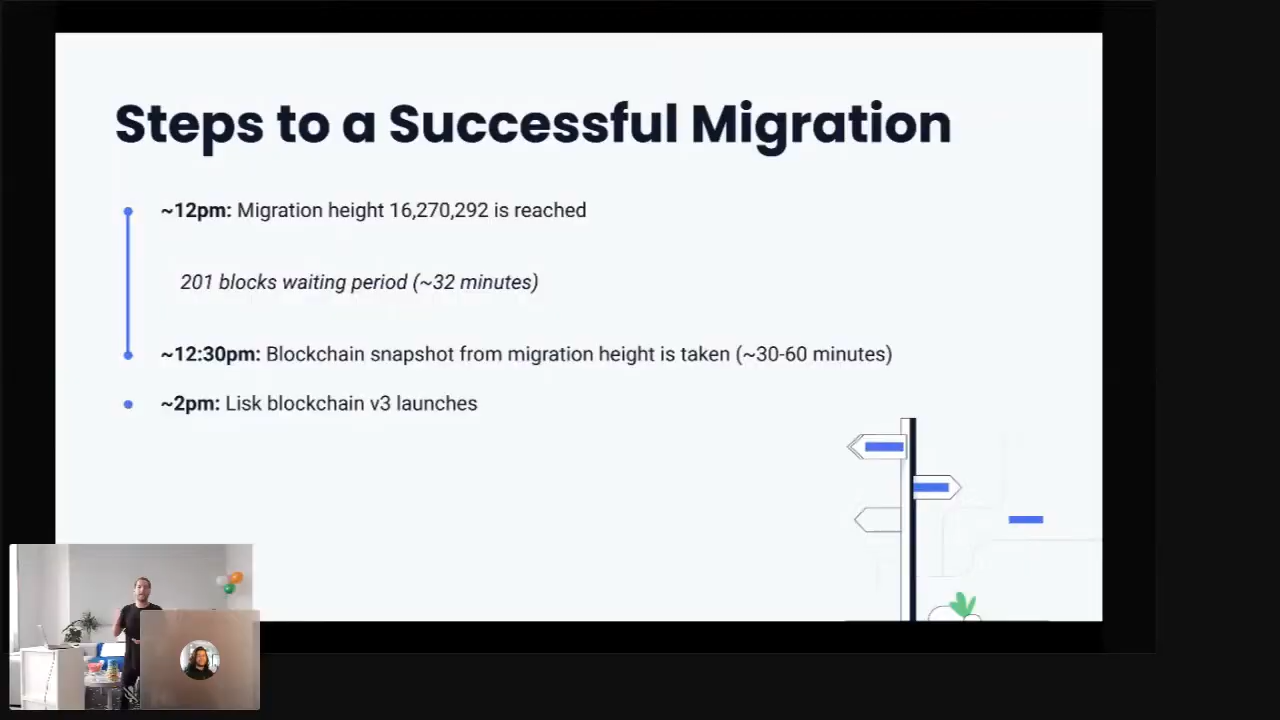 Steps to a Successful Migration
~12pm: Migration height 16,270,292 is reached
201 blocks waiting period (~32 minutes)
~12:30pm: Blockchain snapshot from migration height is taken (~30-60 minutes)
~2pm: Lisk blockchain v3 launches